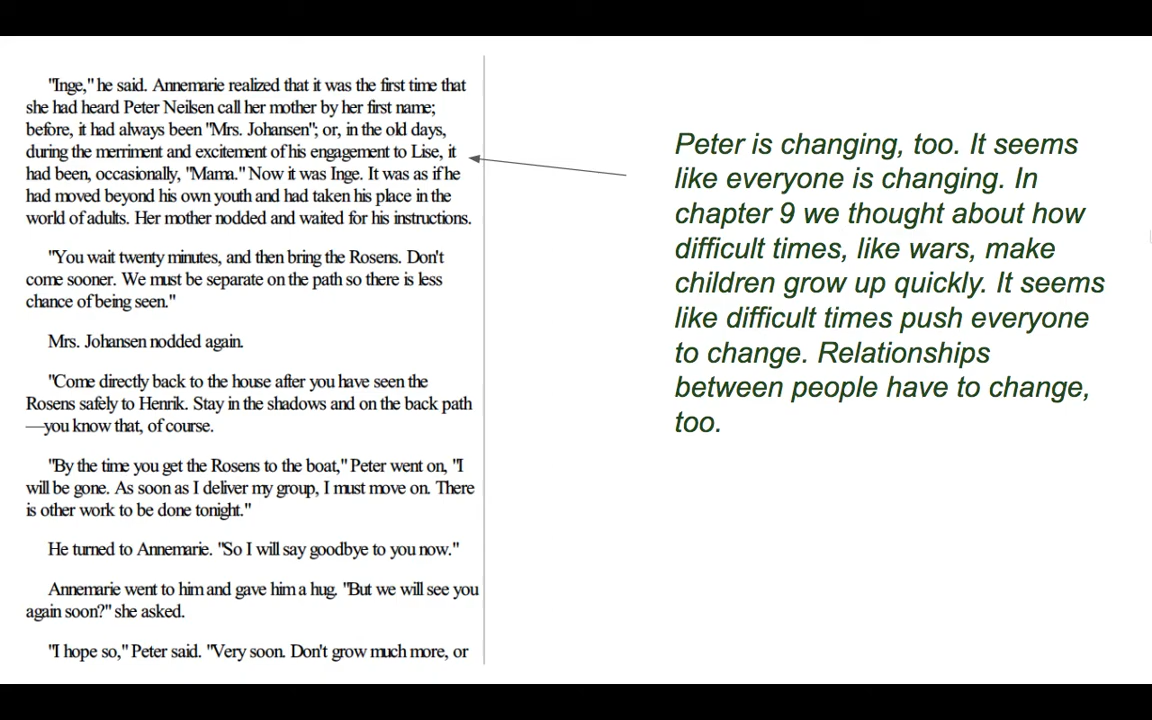 "Inge," he said. Annemarie realized that it was the first time that
she had heard Peter Neilsen call her mother by her first name;
before, it had always been "Mrs. Johansen"; or, in the old days,
during the merriment and excitement of his engagement to Lise, it
had been, occasionally, "Mama." Now it was Inge. It was as if he
had moved beyond his own youth and had taken his place in the
world of adults. Her mother nodded and waited for his instructions.
"You wait twenty minutes, and then bring the Rosens. Don't
come sooner. We must be separate on the path so there is less
chance of being seen."
Mrs. Johansen nodded again.
"Come directly back to the house after you have seen the
Rosens safely to Henrik. Stay in the shadows and on the back path
—you know that, of course.
"By the time you get the Rosens to the boat," Peter went on, "I
will be gone. As soon as I deliver my group, I must move on. There
is other work to be done tonight."
He turned to Annemarie. "So I will say goodbye to you now."
Annemarie went to him and gave him a hug. "But we will see you
again soon?" she asked.
"I hope so," Peter said. "Very soon. Don't grow much more, or
Peter is changing, too. It seems
like everyone is changing. In
chapter 9 we thought about how
difficult times, like wars, make
children grow up quickly. It seems
like difficult times push everyone
to change. Relationships
between people have to change,
too.